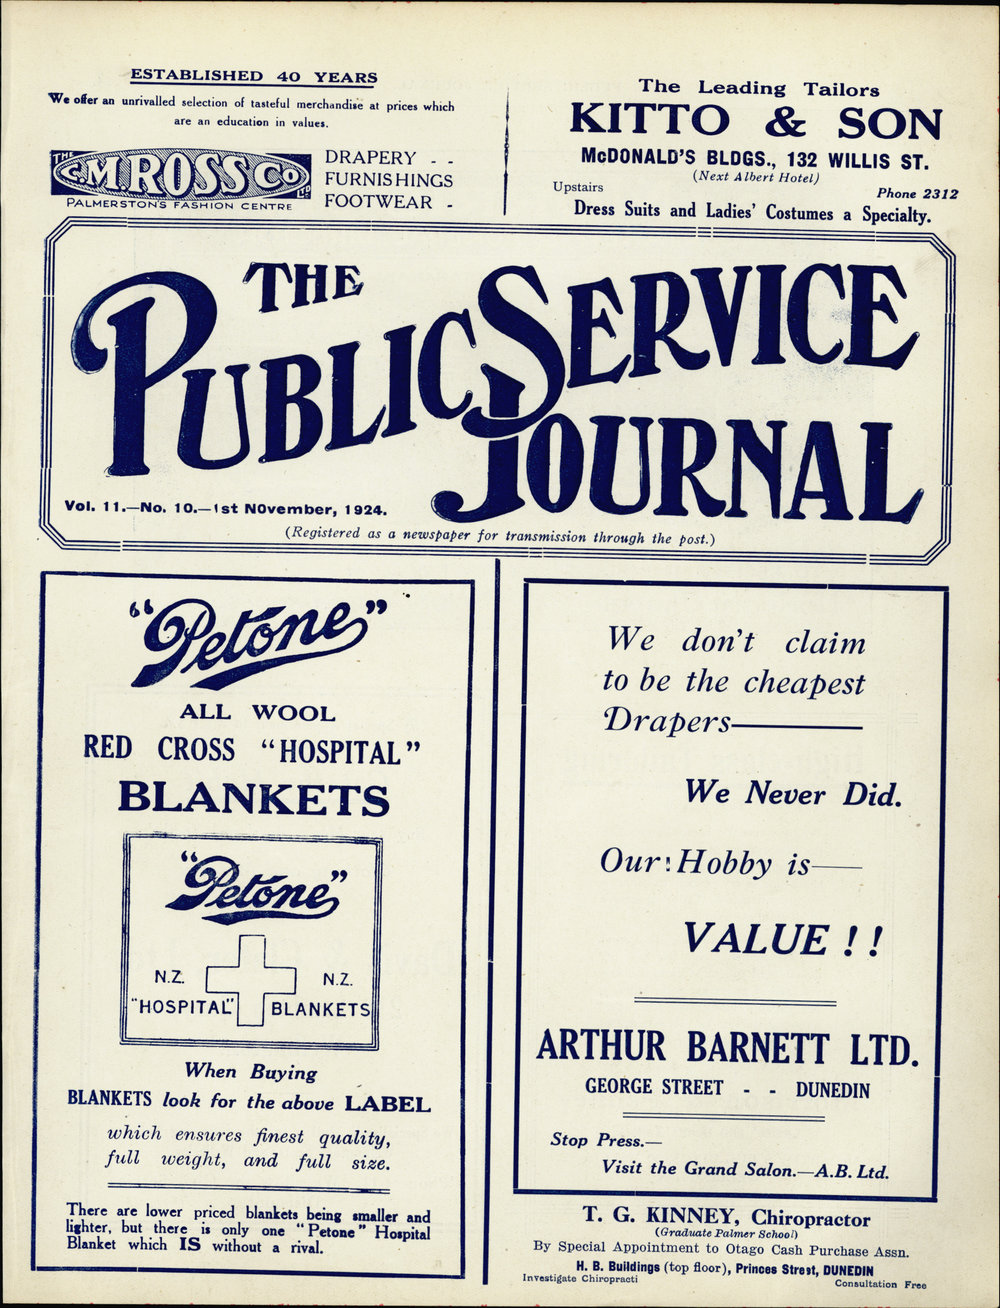 ESTABLISHED 40 YEARS
We offer an unrivalled selection of tasteful merchandise at prices which
are an education in values.
THE C.M. ROSS CO LTD
PALMERSTON'S FASHION CENTRE
DRAPERY - -
FURNISHINGS
FOOTWEAR -
The Leading Tailors
KITTO & SON
McDONALD'S BLDGS., 132 WILLIS ST.
(Next Albert Hotel)
Upstairs
Phone 2312
Dress Suits and Ladies' Costumes a Specialty.
THE
PUBLIC SERVICE
JOURNAL
Vol. 11.—No. 10.—1st NOvember, 1924.
(Registered as a newspaper for transmission through the post.)
"Petone"
ALL WOOL
RED CROSS "HOSPITAL"
BLANKETS
"Petone"
N.Z. N.Z.
"HOSPITAL" BLANKETS
When Buying
BLANKETS look for the above LABEL
which ensures finest quality,
full weight, and full size.
There are lower priced blankets being smaller and
lighter, but there is only one "Petone" Hospital
Blanket which IS without a rival.
We don't claim
to be the cheapest
Drapers—
We Never Did.
Our Hobby is—
VALUE ! !
ARTHUR BARNETT LTD.
GEORGE STREET - - DUNEDIN
Stop Press.—
Visit the Grand Salon.—A.B. Ltd.
T. G. KINNEY, Chiropractor
(Graduate Palmer School)
By Special Appointment to Otago Cash Purchase Assn.
H. B. Buildings (top floor), Princes Street, DUNEDIN
Investigate Chiropracti
Consultation Free